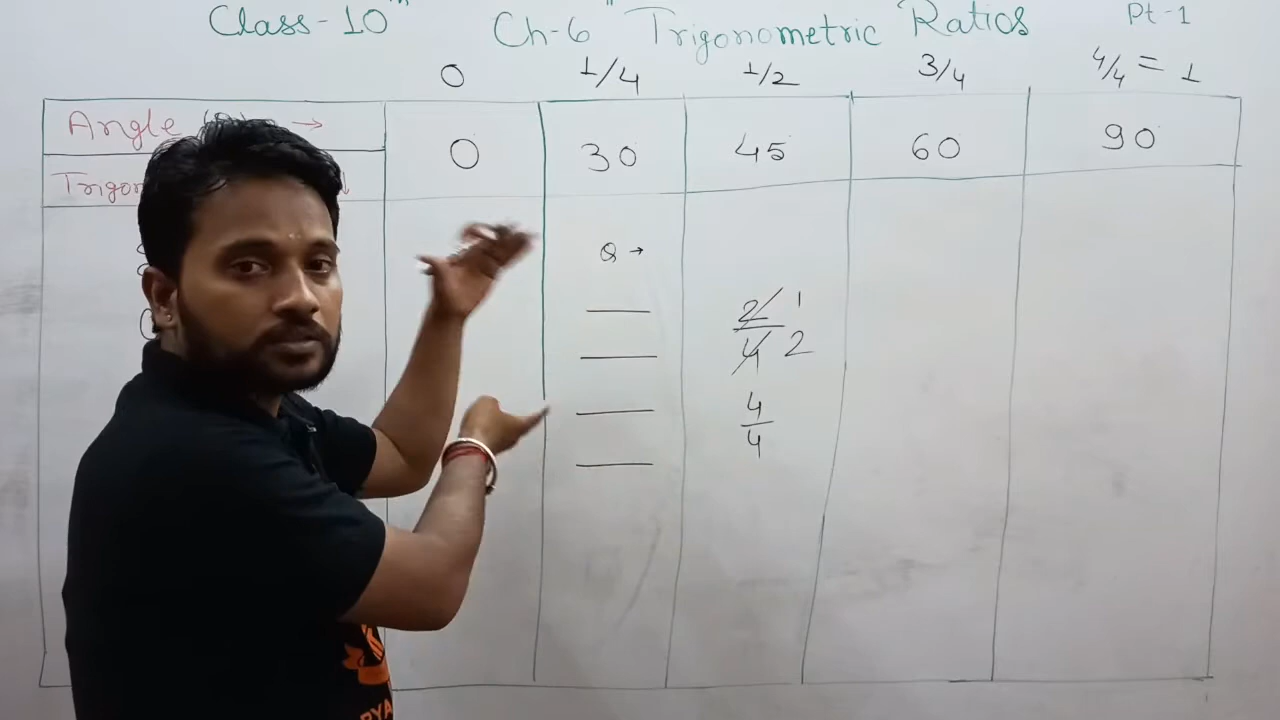 Class-10th Ch-6 " Trigonometric Ratios Pt-1
0 1/4 1/2 3/4 4/4 = 1
Angle → 0 30 45 60 90
Q →
2 1
4 2
4
4